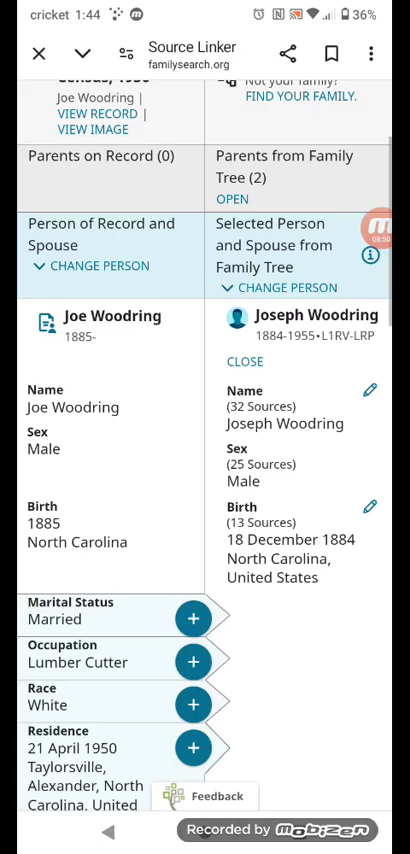 cricket 1:44
36%
Source Linker
familysearch.org
Census, 1950
Joe Woodring |
VIEW RECORD |
VIEW IMAGE
Not your family?
FIND YOUR FAMILY.
Parents on Record (0)
Parents from Family
Tree (2)
OPEN
Person of Record and
Spouse
CHANGE PERSON
Selected Person
and Spouse from
Family Tree
CHANGE PERSON
08:50
Joe Woodring
1885-
Joseph Woodring
1884-1955•L1RV-LRP
CLOSE
Name
Joe Woodring
Sex
Male
Birth
1885
North Carolina
Name
(32 Sources)
Joseph Woodring
Sex
(25 Sources)
Male
Birth
(13 Sources)
18 December 1884
North Carolina,
United States
Marital Status
Married
Occupation
Lumber Cutter
Race
White
Residence
21 April 1950
Taylorsville,
Alexander, North
Carolina, United
Feedback
Recorded by mobizen